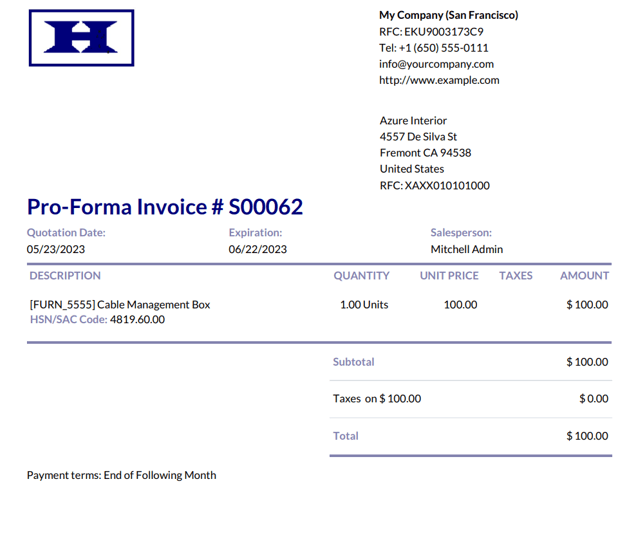 H
My Company (San Francisco)
RFC: EKU9003173C9
Tel: +1 (650) 555-0111
info@yourcompany.com
http://www.example.com
Azure Interior
4557 De Silva St
Fremont CA 94538
United States
RFC: XAXX010101000
Pro-Forma Invoice # S00062
Quotation Date: Expiration: Salesperson:
05/23/2023 06/22/2023 Mitchell Admin
DESCRIPTION QUANTITY UNIT PRICE TAXES AMOUNT
[FURN_5555] Cable Management Box 1.00 Units 100.00 $ 100.00
HSN/SAC Code: 4819.60.00
Subtotal $ 100.00
Taxes on $ 100.00 $ 0.00
Total $ 100.00
Payment terms: End of Following Month